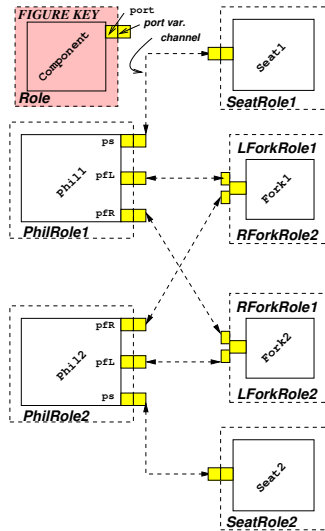 FIGURE KEY
port
port var.
channel
Component
Role
Seat1
SeatRole1
ps
Phil1
pfL
pfR
PhilRole1
LForkRole1
Fork1
RForkRole2
pfR
Phil2
pfL
ps
PhilRole2
RForkRole1
Fork2
LForkRole2
Seat2
SeatRole2